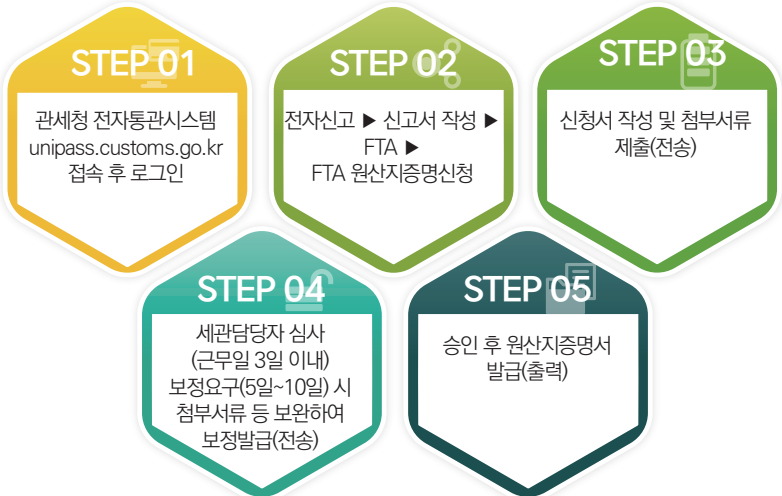 STEP 01
관세청 전자통관시스템
unipass.customs.go.kr
접속 후 로그인
STEP 02
전자신고 ▶ 신고서 작성 ▶
FTA ▶
FTA 원산지증명신청
STEP 03
신청서 작성 및 첨부서류
제출(전송)
STEP 04
세관담당자 심사
(근무일 3일 이내)
보정요구(5일~10일) 시
첨부서류 등 보완하여
보정발급(전송)
STEP 05
승인 후 원산지증명서
발급(출력)